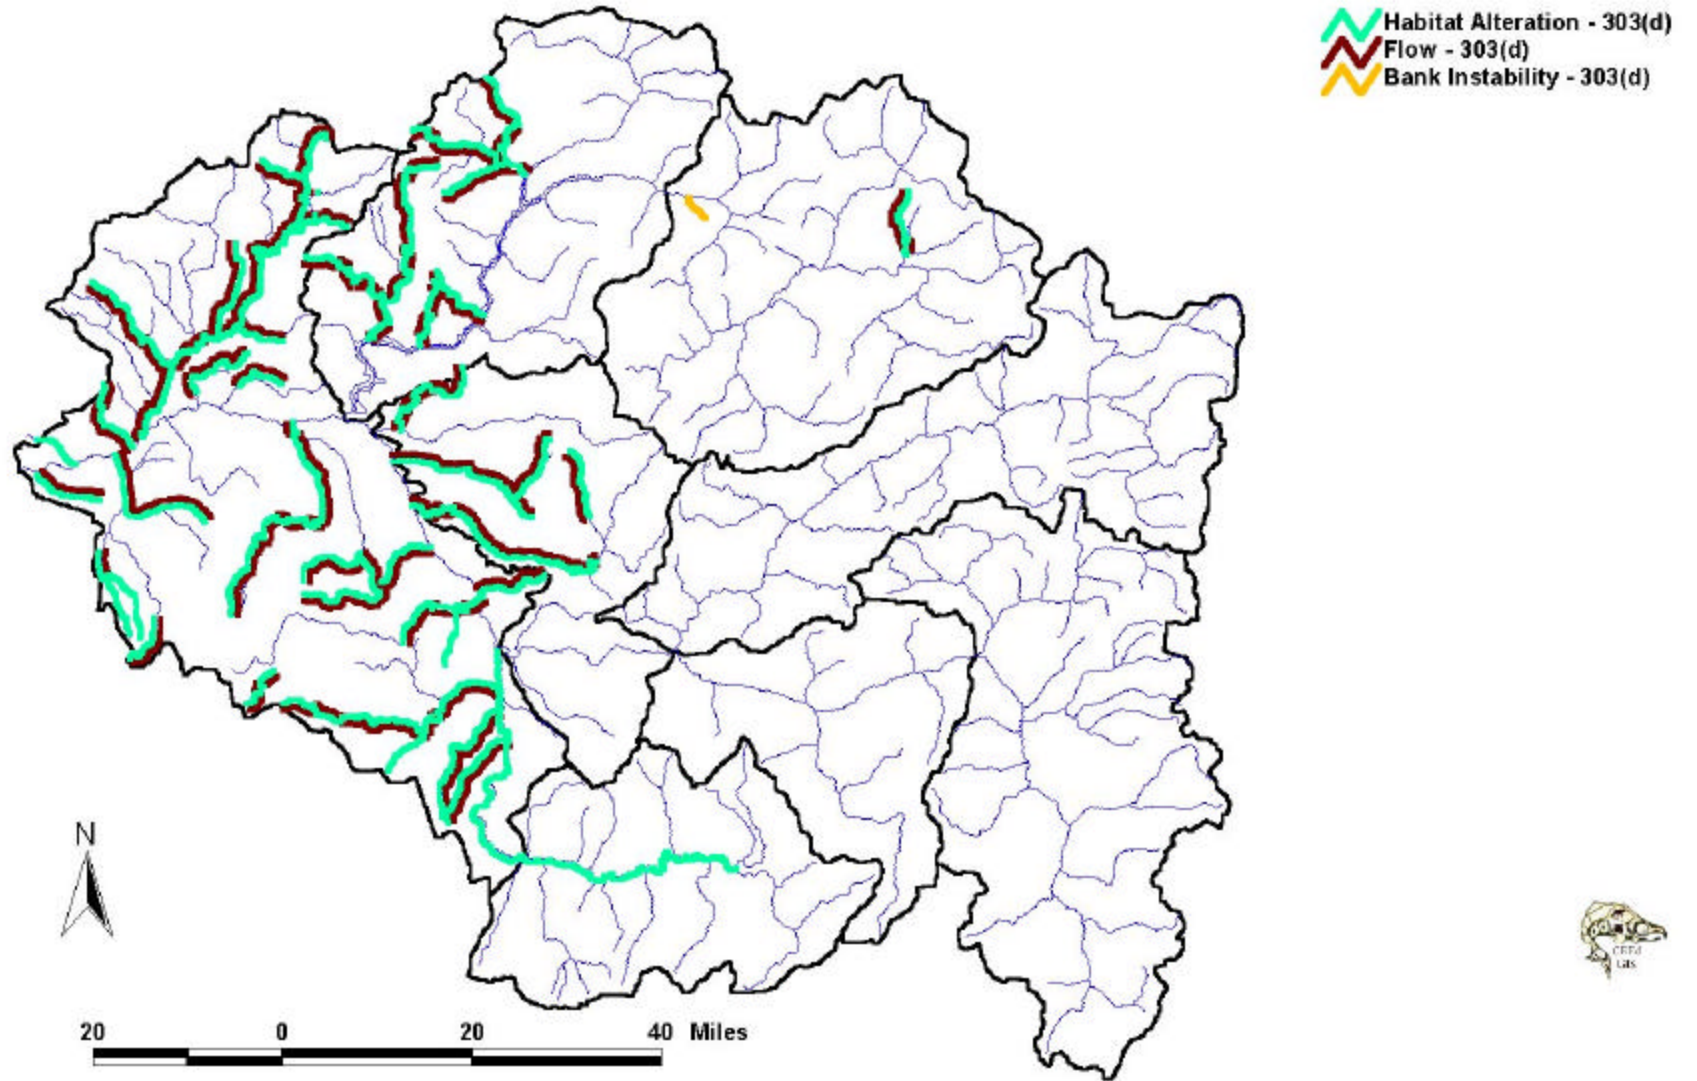 Habitat Alteration - 303(d)
Flow - 303(d)
Bank Instability - 303(d)
N
20 0 20 40 Miles